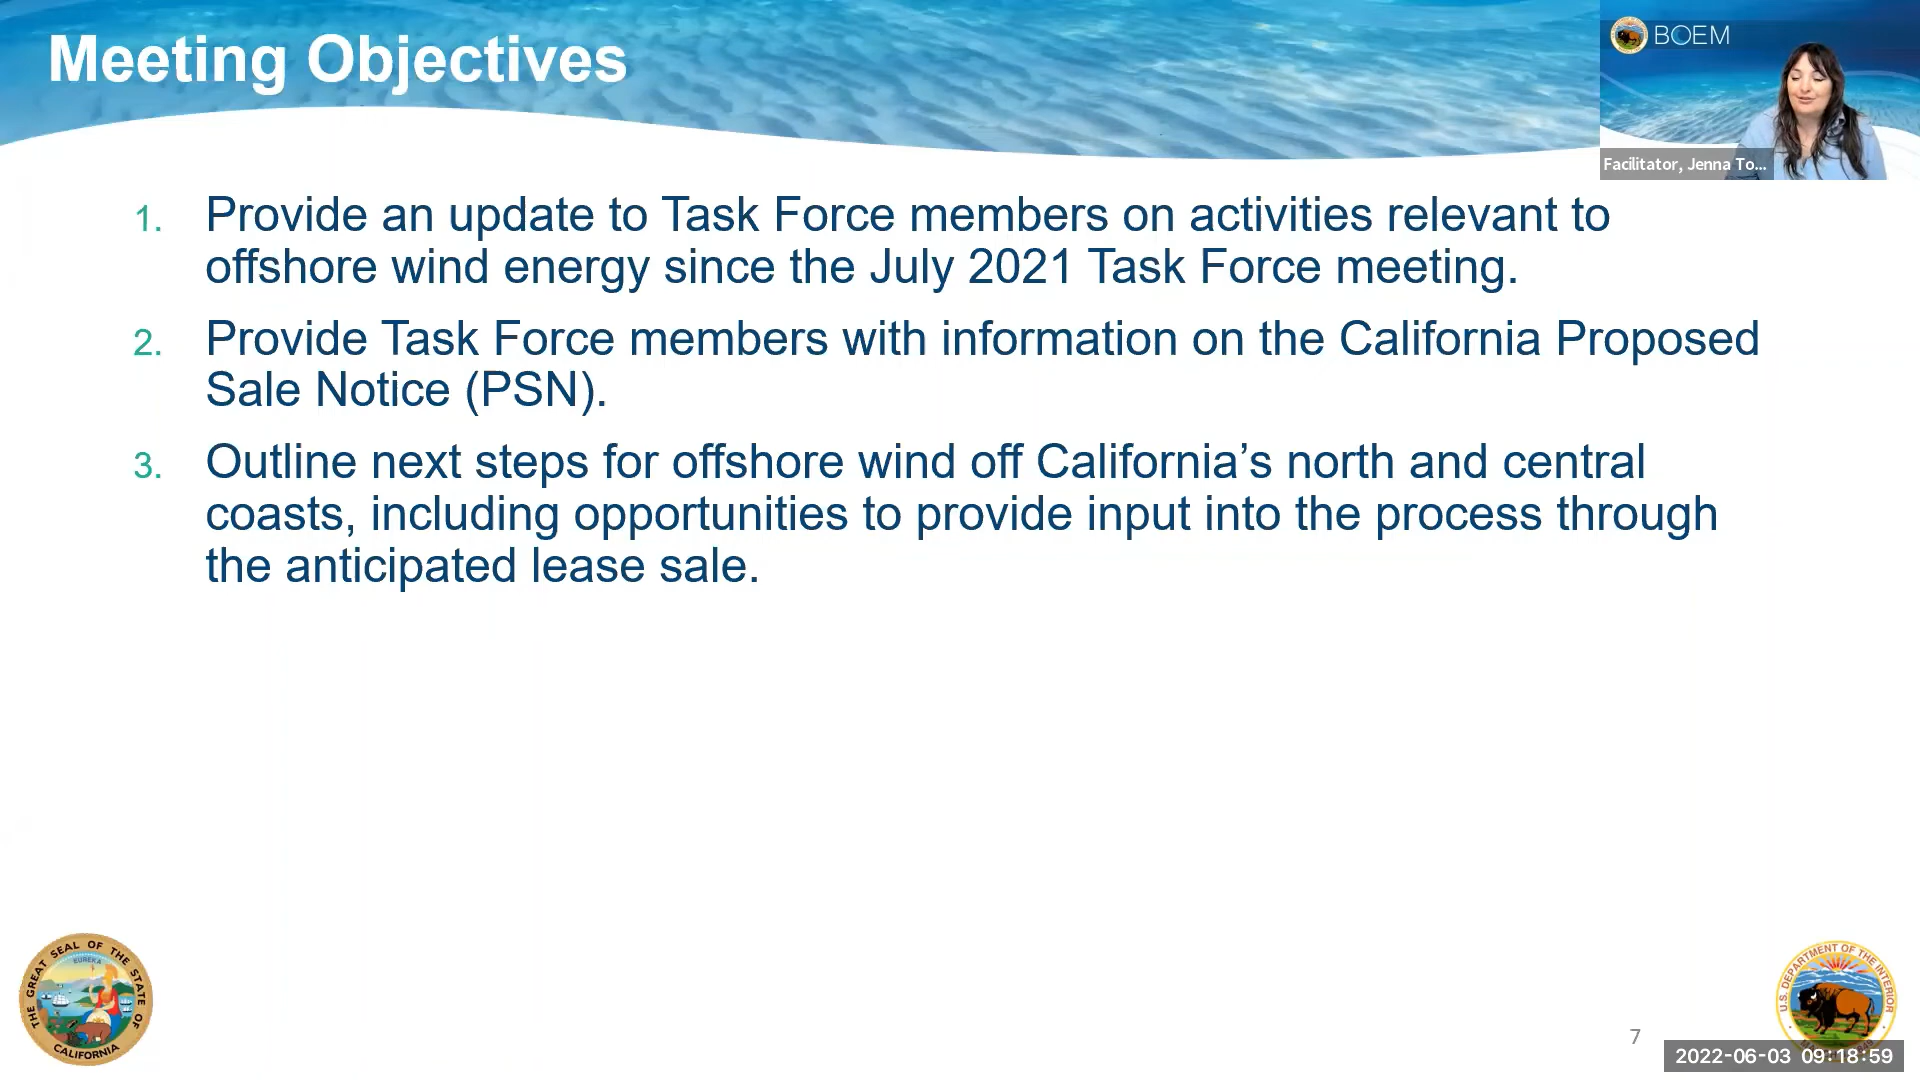 Meeting Objectives
BOEM
Facilitator, Jenna To...
1. Provide an update to Task Force members on activities relevant to
offshore wind energy since the July 2021 Task Force meeting.
2. Provide Task Force members with information on the California Proposed
Sale Notice (PSN).
3. Outline next steps for offshore wind off California’s north and central
coasts, including opportunities to provide input into the process through
the anticipated lease sale.
THE GREAT SEAL OF THE STATE OF CALIFORNIA
EUREKA
U.S. DEPARTMENT OF THE INTERIOR
7
2022-06-03 09:18:59